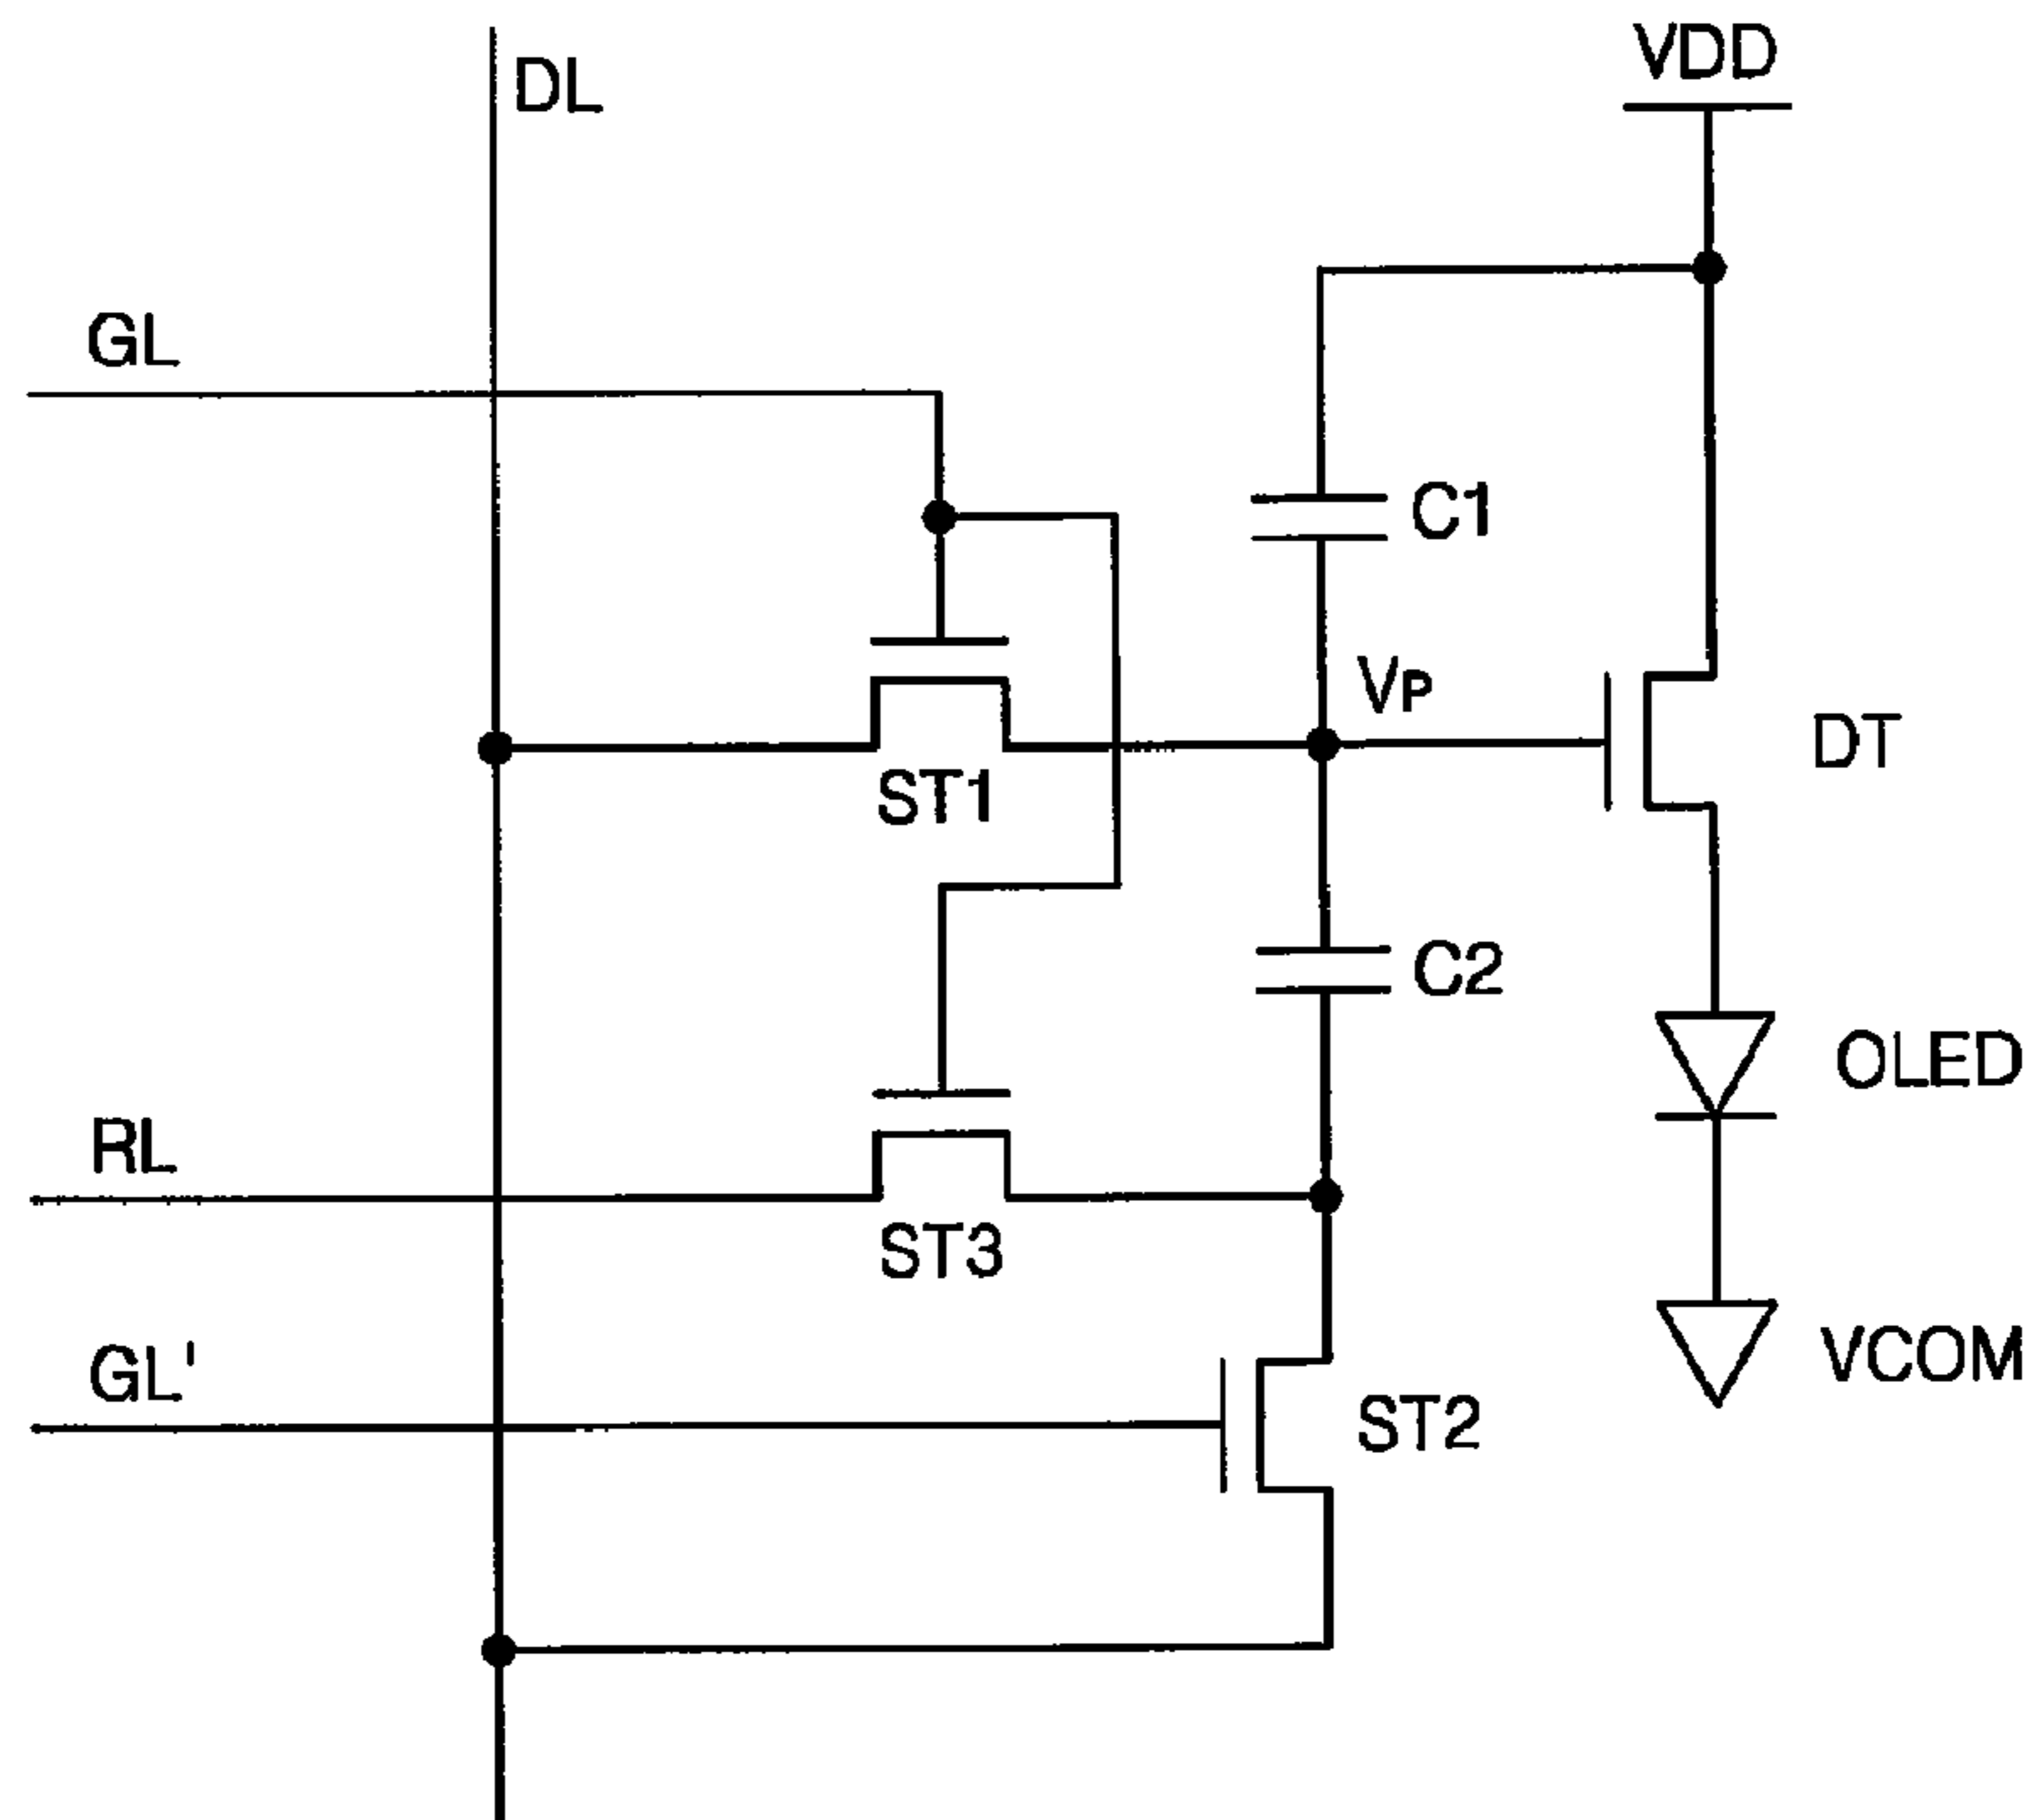 VDD
DL
GL
C1
VP
DT
ST1
C2
OLED
RL
ST3
GL'
VCOM
ST2